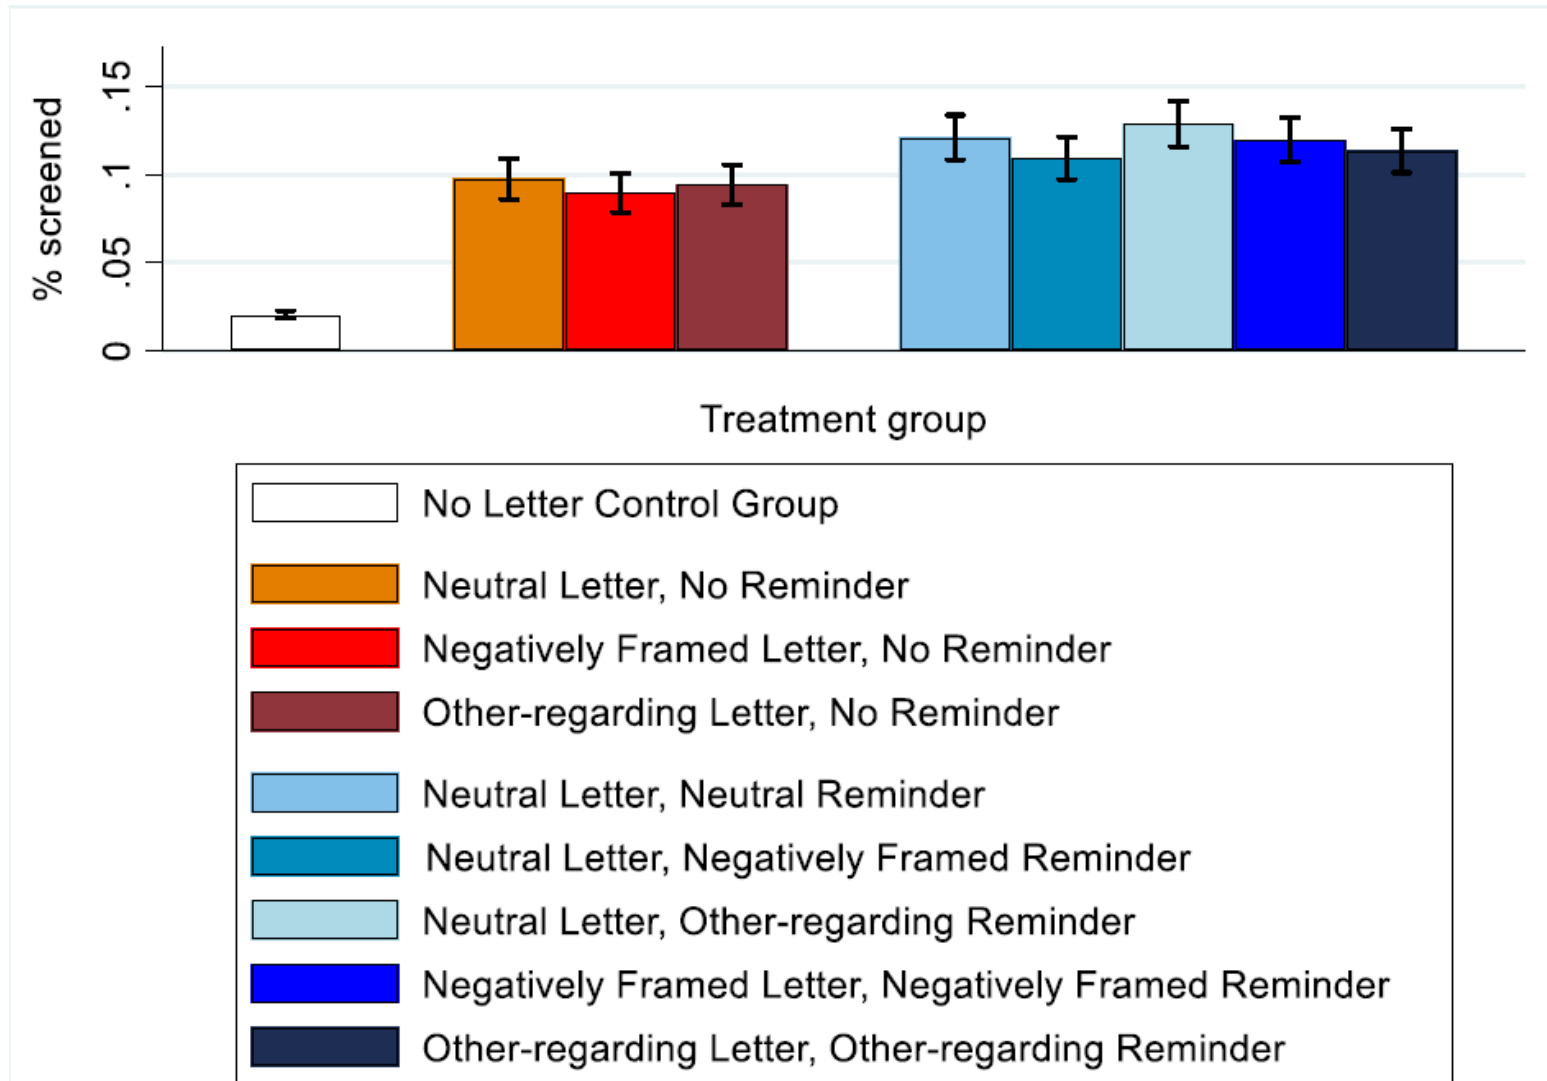 % screened
.15
.1
.05
0
Treatment group
No Letter Control Group
Neutral Letter, No Reminder
Negatively Framed Letter, No Reminder
Other-regarding Letter, No Reminder
Neutral Letter, Neutral Reminder
Neutral Letter, Negatively Framed Reminder
Neutral Letter, Other-regarding Reminder
Negatively Framed Letter, Negatively Framed Reminder
Other-regarding Letter, Other-regarding Reminder